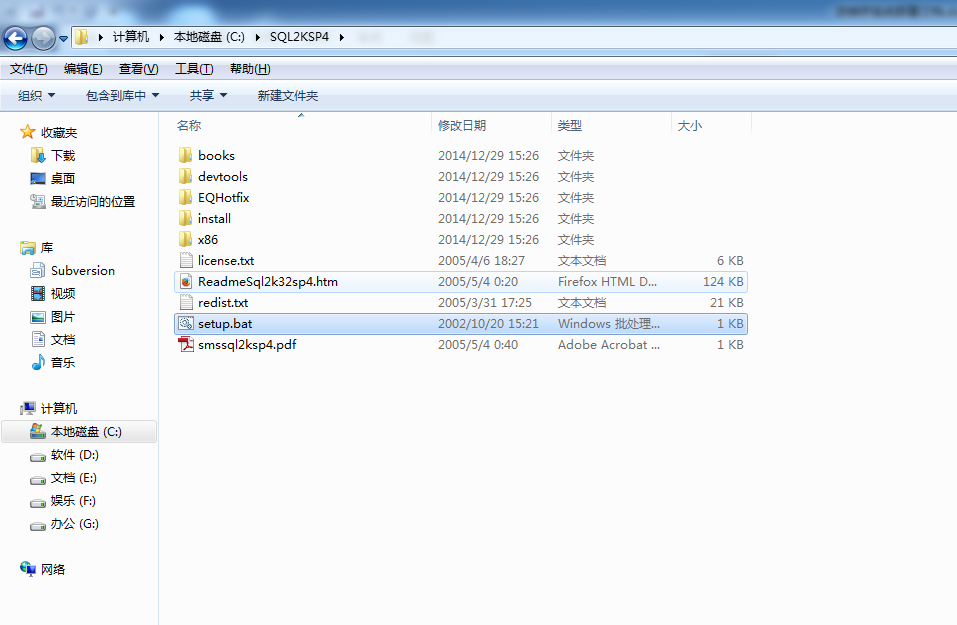 计算机 本地磁盘 (C:) SQL2KSP4
文件(F) 编辑(E) 查看(V) 工具(T) 帮助(H)
组织 包含到库中 共享 新建文件夹
收藏夹
下载
桌面
最近访问的位置
库
Subversion
视频
图片
文档
音乐
计算机
本地磁盘 (C:)
软件 (D:)
文档 (E:)
娱乐 (F:)
办公 (G:)
网络
名称 修改日期 类型 大小
books 2014/12/29 15:26 文件夹
devtools 2014/12/29 15:26 文件夹
EQHotfix 2014/12/29 15:26 文件夹
install 2014/12/29 15:26 文件夹
x86 2014/12/29 15:26 文件夹
license.txt 2005/4/6 18:27 文本文档 6 KB
ReadmeSql2k32sp4.htm 2005/5/4 0:20 Firefox HTML D... 124 KB
redist.txt 2005/3/31 17:25 文本文档 21 KB
setup.bat 2002/10/20 15:21 Windows 批处理... 1 KB
smssql2ksp4.pdf 2005/5/4 0:40 Adobe Acrobat ... 1 KB